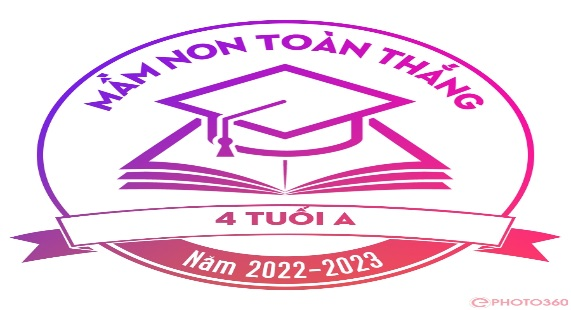 MẦM NON TOÀN THẮNG
4 TUỔI A
Năm 2022-2023
PHOTO360